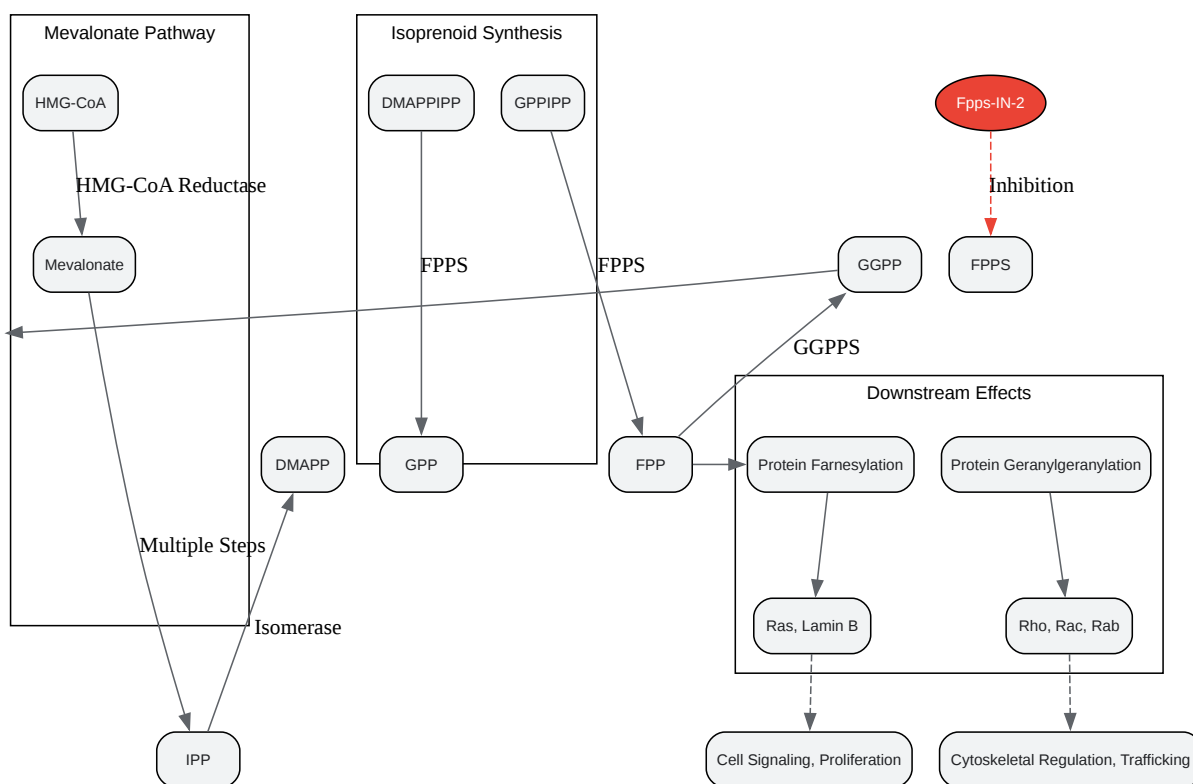 Mevalonate Pathway
Isoprenoid Synthesis
HMG-CoA
DMAPPIPP
GPPIPP
Fpps-IN-2
HMG-CoA Reductase
Inhibition
Mevalonate
FPPS
FPPS
GGPP
FPPS
GGPPS
Downstream Effects
DMAPP
GPP
FPP
Protein Farnesylation
Protein Geranylgeranylation
Multiple Steps
Isomerase
Ras, Lamin B
Rho, Rac, Rab
IPP
Cell Signaling, Proliferation
Cytoskeletal Regulation, Trafficking